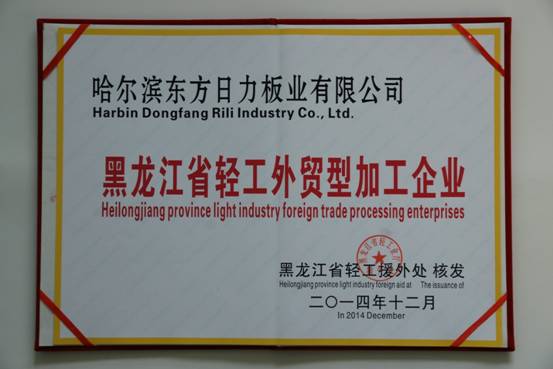 哈尔滨东方日力板业有限公司
Harbin Dongfang Rili Industry Co., Ltd.
黑龙江省轻工外贸型加工企业
Heilongjiang province light industry foreign trade processing enterprises
黑龙江省轻工援外处 核发
Heilongjiang province light industry foreign aid at The issuance of
二〇一四年十二月
In 2014 December